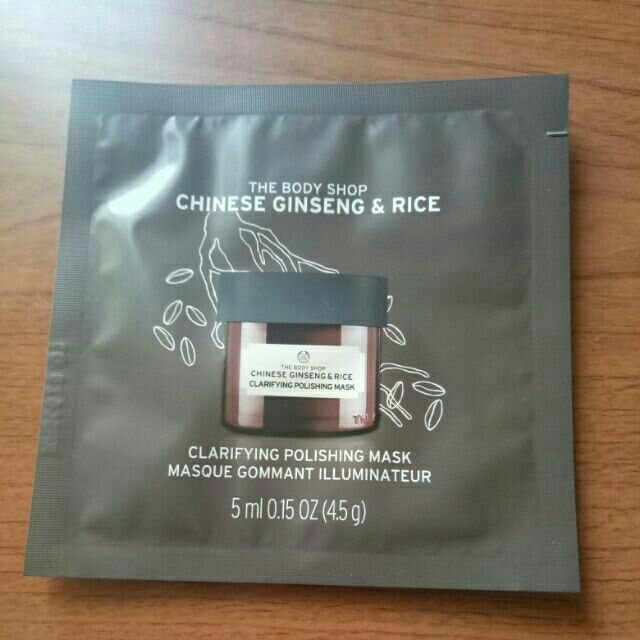 THE BODY SHOP
CHINESE GINSENG & RICE
THE BODY SHOP
CHINESE GINSENG & RICE
CLARIFYING POLISHING MASK
CLARIFYING POLISHING MASK
MASQUE GOMMANT ILLUMINATEUR
5 ml 0.15 OZ (4.5 g)